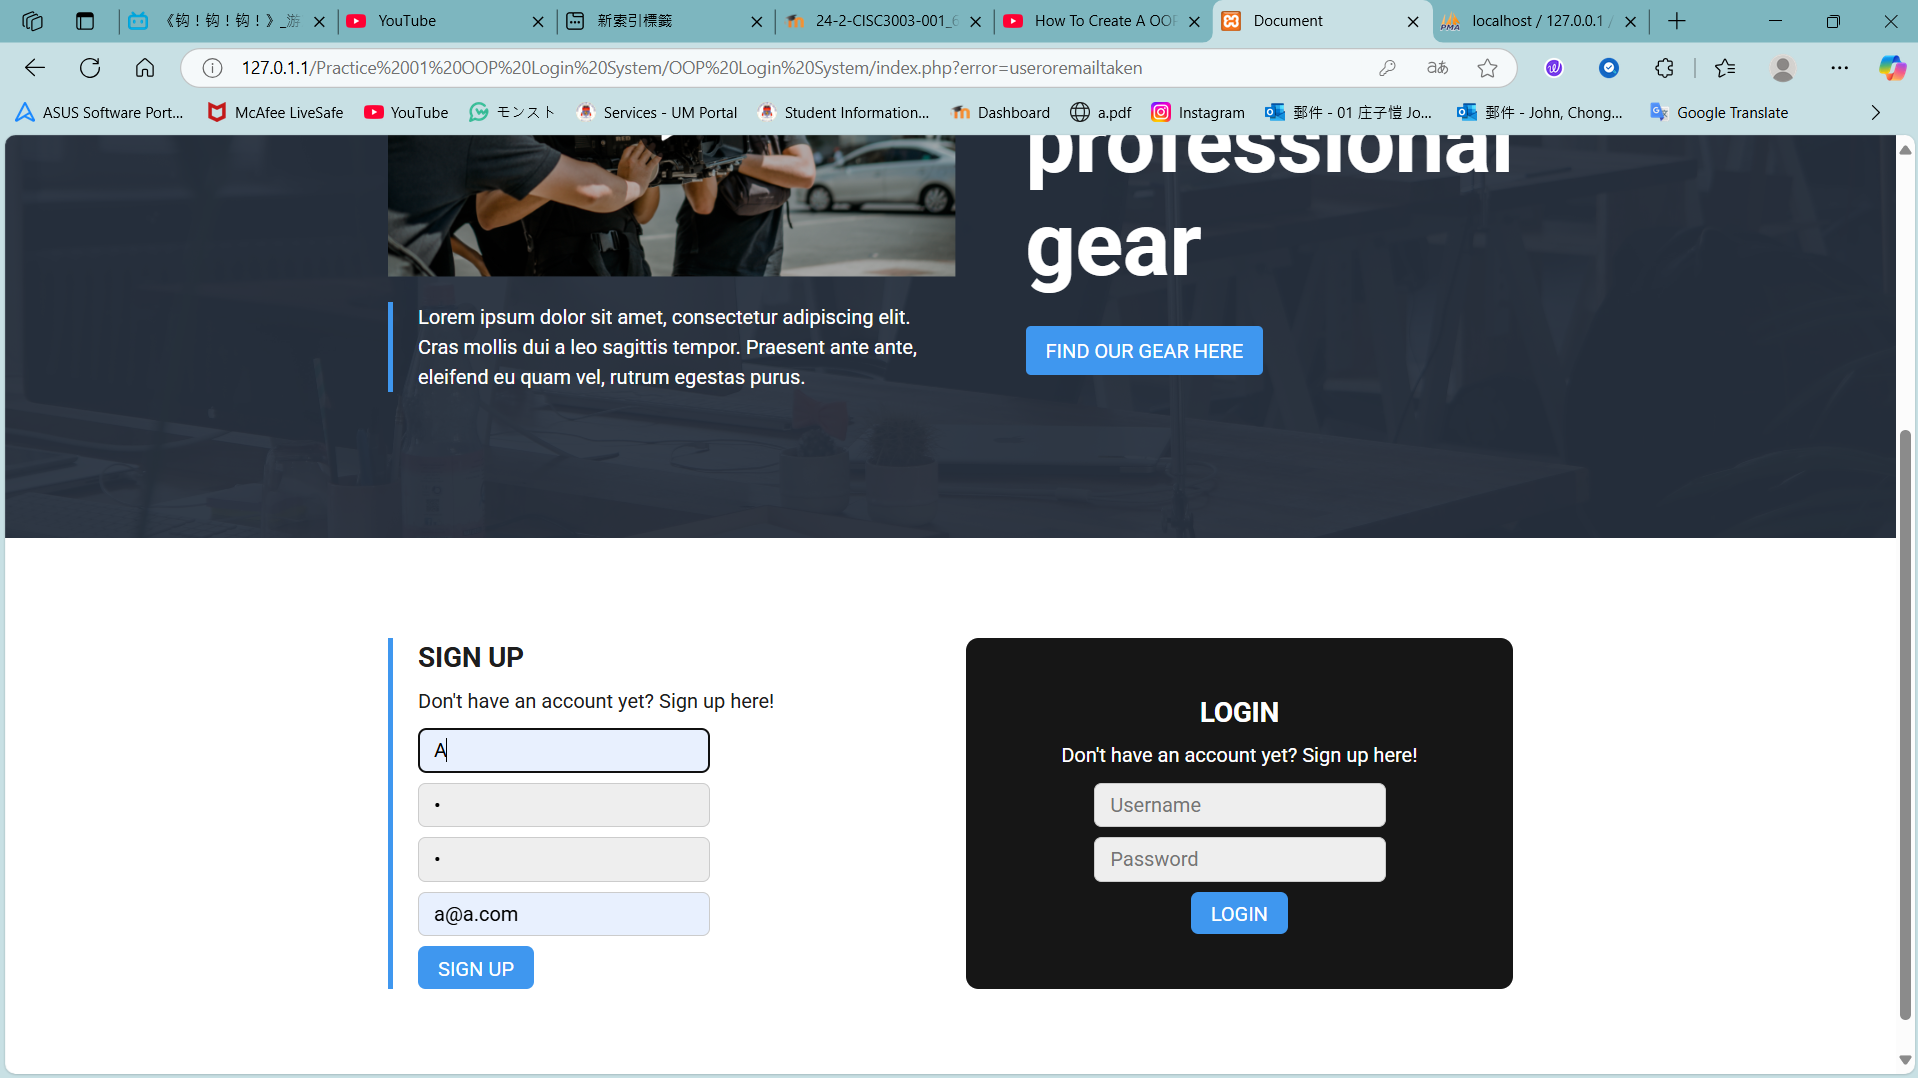 《钩！钩！钩！》_游
YouTube
新索引標籤
24-2-CISC3003-001_6
How To Create A OOP
Document
localhost / 127.0.0.1 /
127.0.1.1/Practice%2001%20OOP%20Login%20System/OOP%20Login%20System/index.php?error=useroremailtaken
aあ
ASUS Software Port...
McAfee LiveSafe
YouTube
モンスト
Services - UM Portal
Student Information...
Dashboard
a.pdf
Instagram
郵件 - 01 庄子愷 Jo...
郵件 - John, Chong...
Google Translate
professional
gear
Lorem ipsum dolor sit amet, consectetur adipiscing elit.
Cras mollis dui a leo sagittis tempor. Praesent ante ante,
eleifend eu quam vel, rutrum egestas purus.
FIND OUR GEAR HERE
SIGN UP
Don't have an account yet? Sign up here!
A
•
•
a@a.com
SIGN UP
LOGIN
Don't have an account yet? Sign up here!
Username
Password
LOGIN